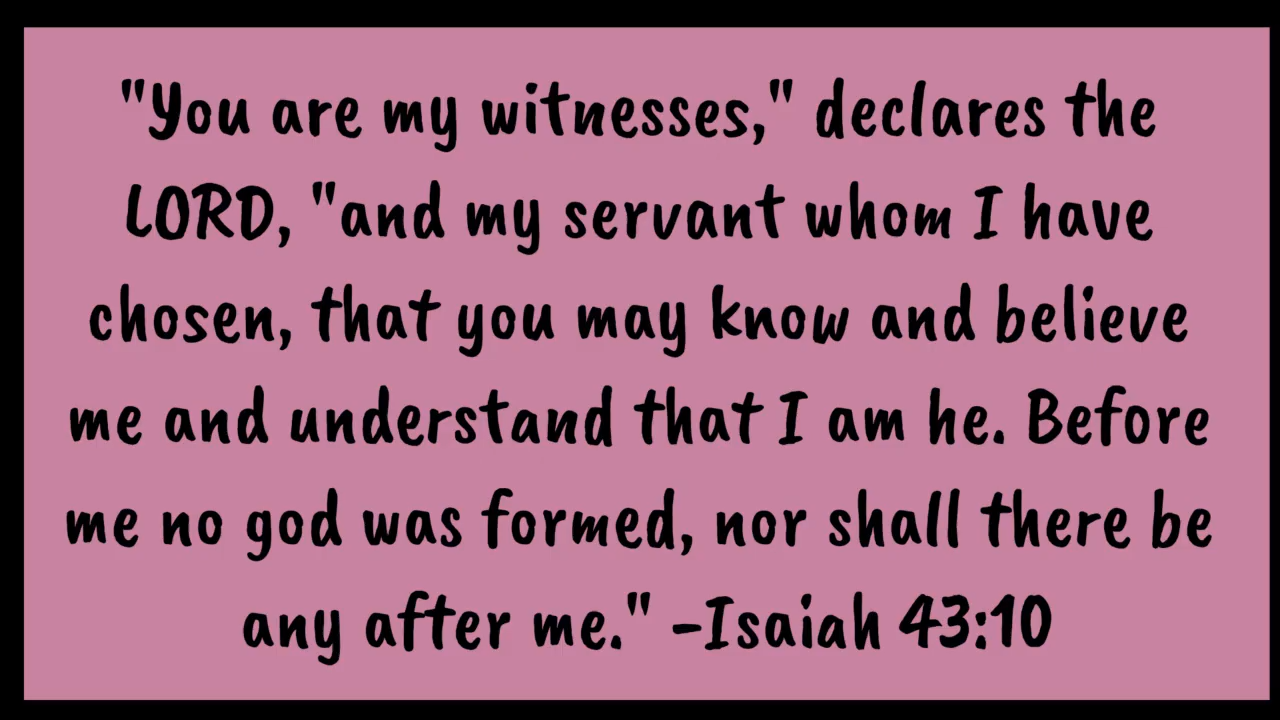 "You are my witnesses," declares the
LORD, "and my servant whom I have
chosen, that you may know and believe
me and understand that I am he. Before
me no god was formed, nor shall there be
any after me." -Isaiah 43:10